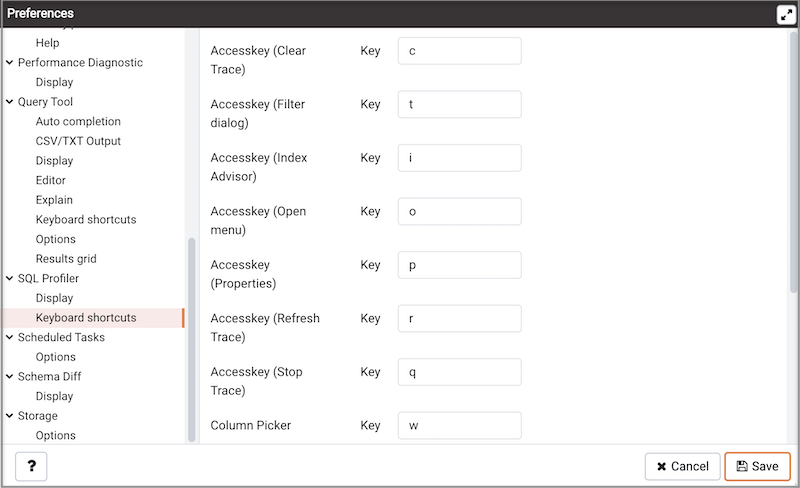 Preferences
Help
Performance Diagnostic
Display
Query Tool
Auto completion
CSV/TXT Output
Display
Editor
Explain
Keyboard shortcuts
Options
Results grid
SQL Profiler
Display
Keyboard shortcuts
Scheduled Tasks
Options
Schema Diff
Display
Storage
Options
Accesskey (Clear Key c
Trace)
Accesskey (Filter Key t
dialog)
Accesskey (Index Key i
Advisor)
Accesskey (Open Key o
menu)
Accesskey Key p
(Properties)
Accesskey (Refresh Key r
Trace)
Accesskey (Stop Key q
Trace)
Column Picker Key w
?
Cancel
Save